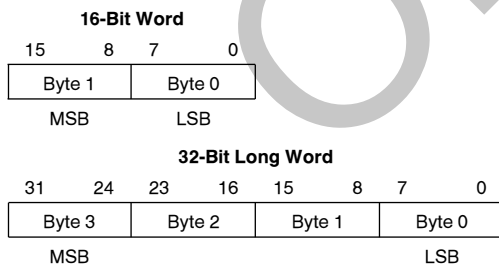 16-Bit Word
15 8 7 0
Byte 1 Byte 0
MSB LSB
32-Bit Long Word
31 24 23 16 15 8 7 0
Byte 3 Byte 2 Byte 1 Byte 0
MSB LSB